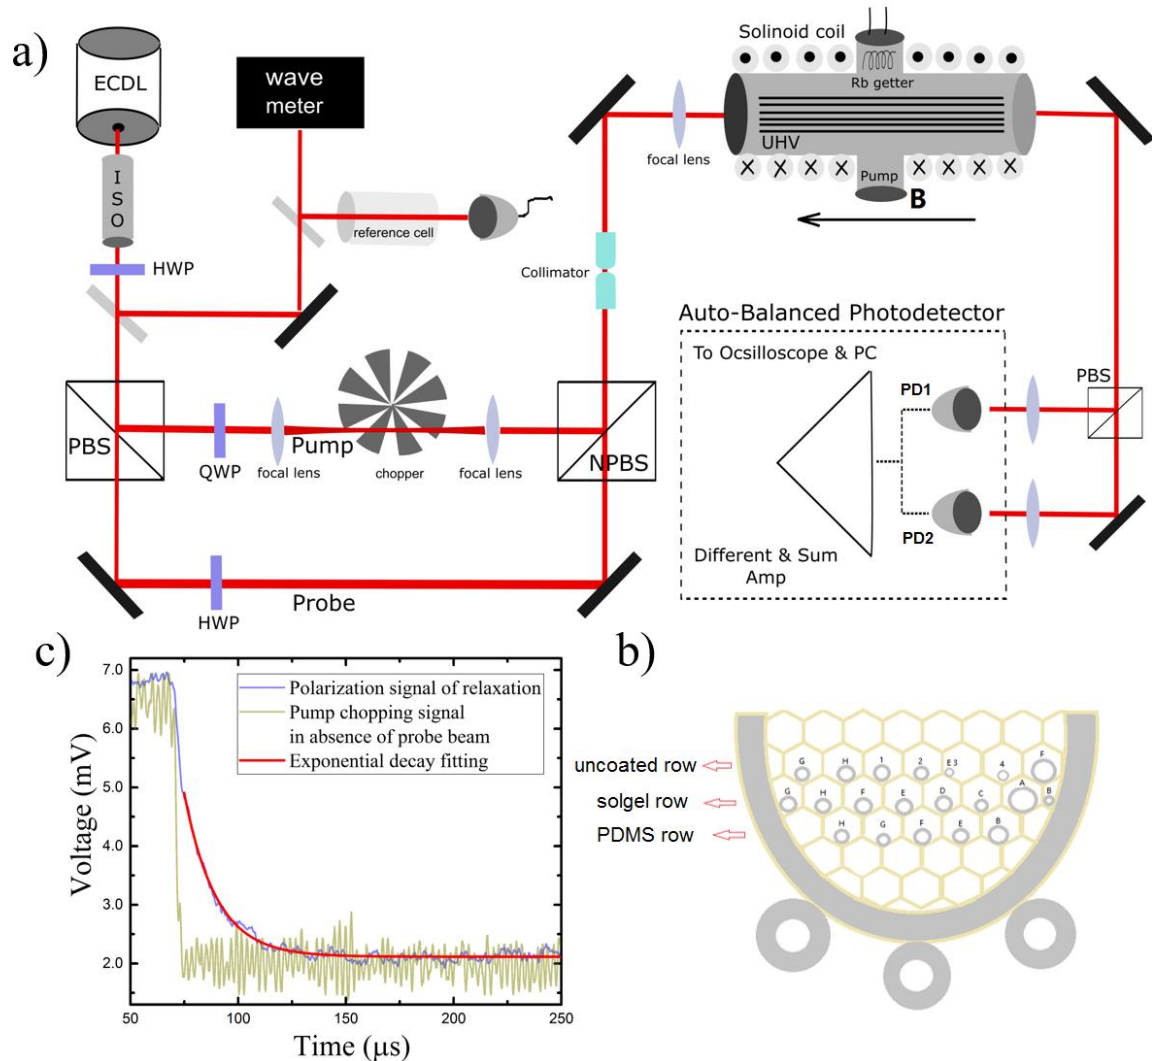 a)
ECDL
I
S
O
HWP
wave
meter
reference cell
PBS
QWP
focal lens
Pump
chopper
focal lens
NPBS
Collimator
HWP
Probe
focal lens
Solinoid coil
Rb getter
UHV
Pump
B
Auto-Balanced Photodetector
To Ocsilloscope & PC
PD1
PD2
Different & Sum
Amp
PBS
c)
7.0
6.0
5.0
4.0
3.0
2.0
Voltage (mV)
Polarization signal of relaxation
Pump chopping signal
in absence of probe beam
Exponential decay fitting
50 100 150 200 250
Time (μs)
b)
uncoated row
G H 1 2 E 3 4 F
solgel row
G H F E D C A B
PDMS row
H G F E B